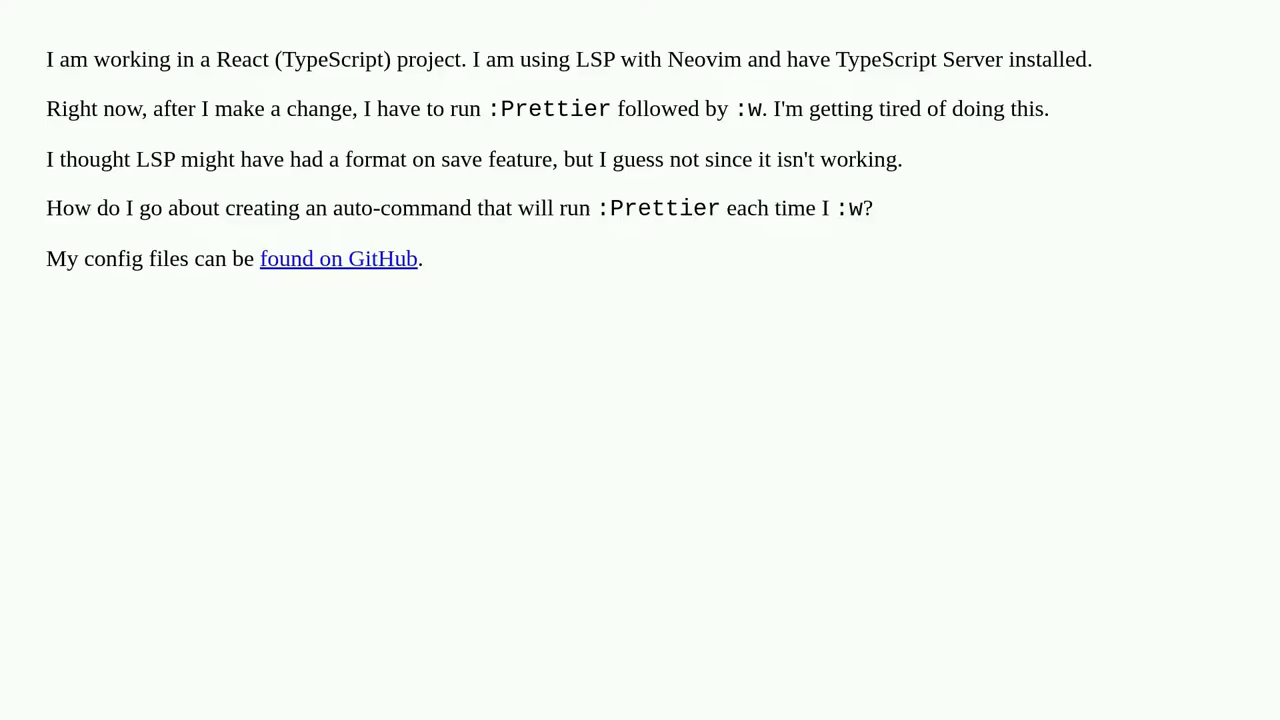 I am working in a React (TypeScript) project. I am using LSP with Neovim and have TypeScript Server installed.
Right now, after I make a change, I have to run :Prettier followed by :w. I'm getting tired of doing this.
I thought LSP might have had a format on save feature, but I guess not since it isn't working.
How do I go about creating an auto-command that will run :Prettier each time I :w?
My config files can be found on GitHub.